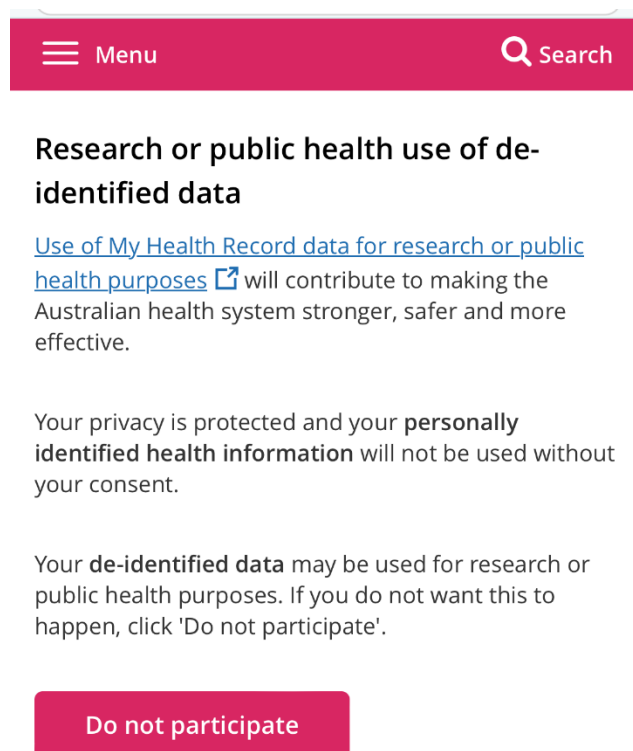 Menu
Search
Research or public health use of de-
identified data
Use of My Health Record data for research or public
health purposes will contribute to making the
Australian health system stronger, safer and more
effective.
Your privacy is protected and your personally
identified health information will not be used without
your consent.
Your de-identified data may be used for research or
public health purposes. If you do not want this to
happen, click 'Do not participate'.
Do not participate